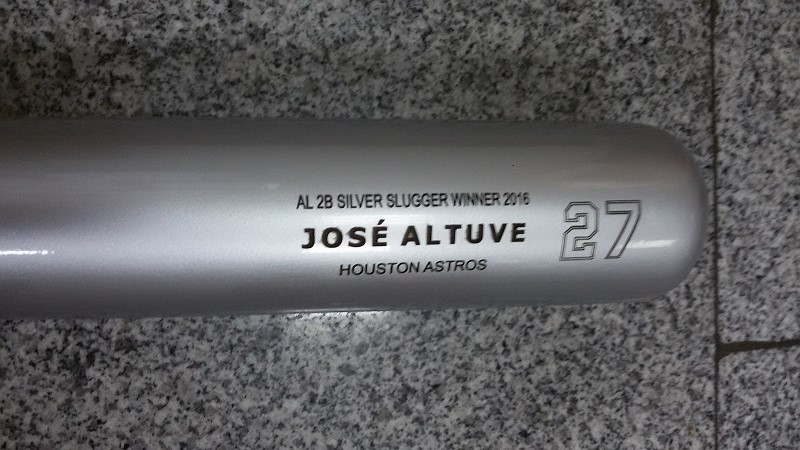 AL 2B SILVER SLUGGER WINNER 2016
JOSÉ ALTUVE
HOUSTON ASTROS
27